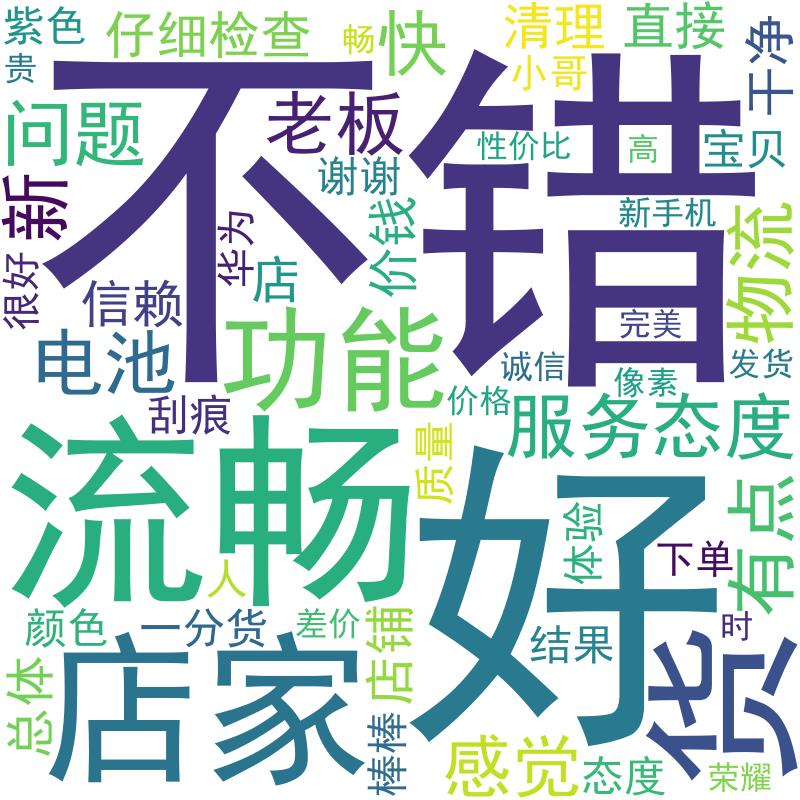 紫色
仔细检查
畅
快
清理
直接
干净
贵
小哥
不错
问题
老板
谢谢
性价比
高
宝贝
新
价钱
新手机
物流
很好
华为
店
信赖
功能
完美
电池
诚信
发货
像素
刮痕
价格
服务态度
流畅
好
质量
体验
有点
下单
人
颜色
一分货
差价
店铺
结果
时
货
店家
总体
棒棒
感觉
态度
荣耀